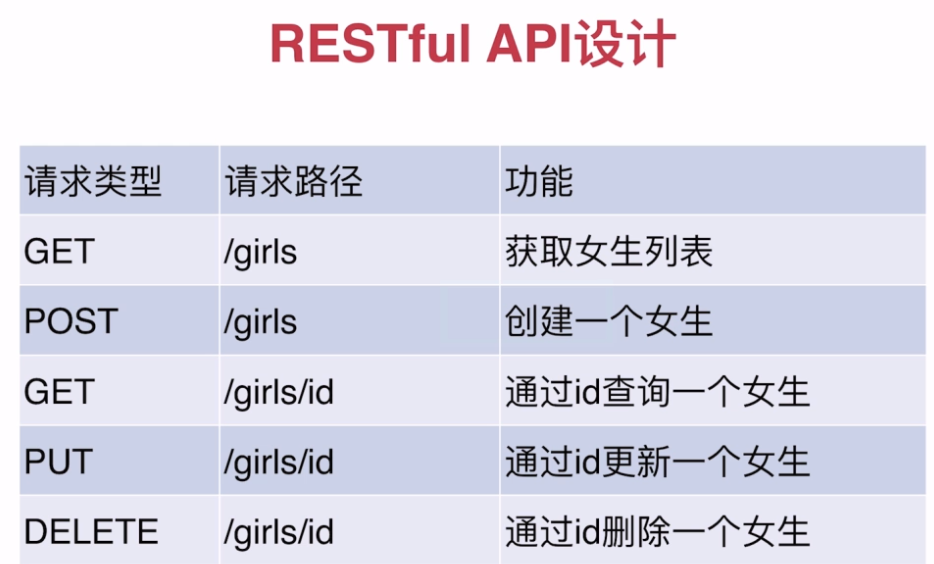 RESTful API设计
请求类型 请求路径 功能
GET /girls 获取女生列表
POST /girls 创建一个女生
GET /girls/id 通过id查询一个女生
PUT /girls/id 通过id更新一个女生
DELETE /girls/id 通过id删除一个女生